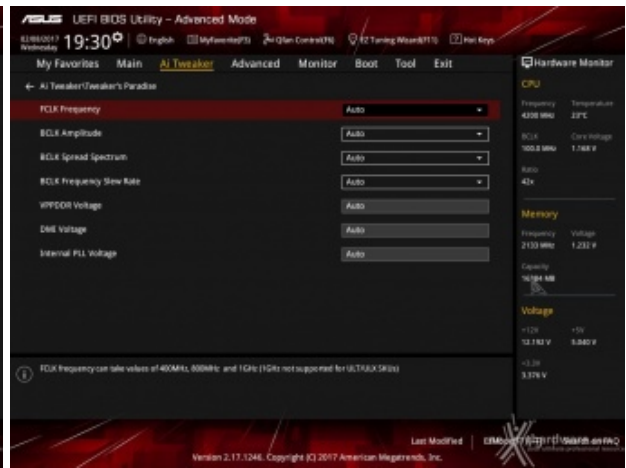 ASUS UEFI BIOS Utility – Advanced Mode
02/08/2017 Wednesday 19:30 English MyFavorite(F3) Qfan Control(F6) EZ Tuning Wizard(F11) Hot Keys
My Favorites Main Ai Tweaker Advanced Monitor Boot Tool Exit
Hardware Monitor
← Ai Tweaker\Tweaker's Paradise
FCLK Frequency Auto
BCLK Amplitude Auto
BCLK Spread Spectrum Auto
BCLK Frequency Slew Rate Auto
VPPDDR Voltage Auto
DMI Voltage Auto
Internal PLL Voltage Auto
CPU
Frequency Temperature
4200 MHz 33°C
BCLK Core Voltage
100.0 MHz 1.168 V
Ratio
42x
Memory
Frequency Voltage
2133 MHz 1.232 V
Capacity
16384 MB
Voltage
+12V +5V
12.192 V 5.040 V
+3.3V
3.376 V
FCLK frequency can take values of 400MHz, 800MHz and 1GHz (1GHz not supported for ULT/ULX SKUs)
Last Modified
Search on FAQ
Version 2.17.1246. Copyright (C) 2017 American Megatrends, Inc.